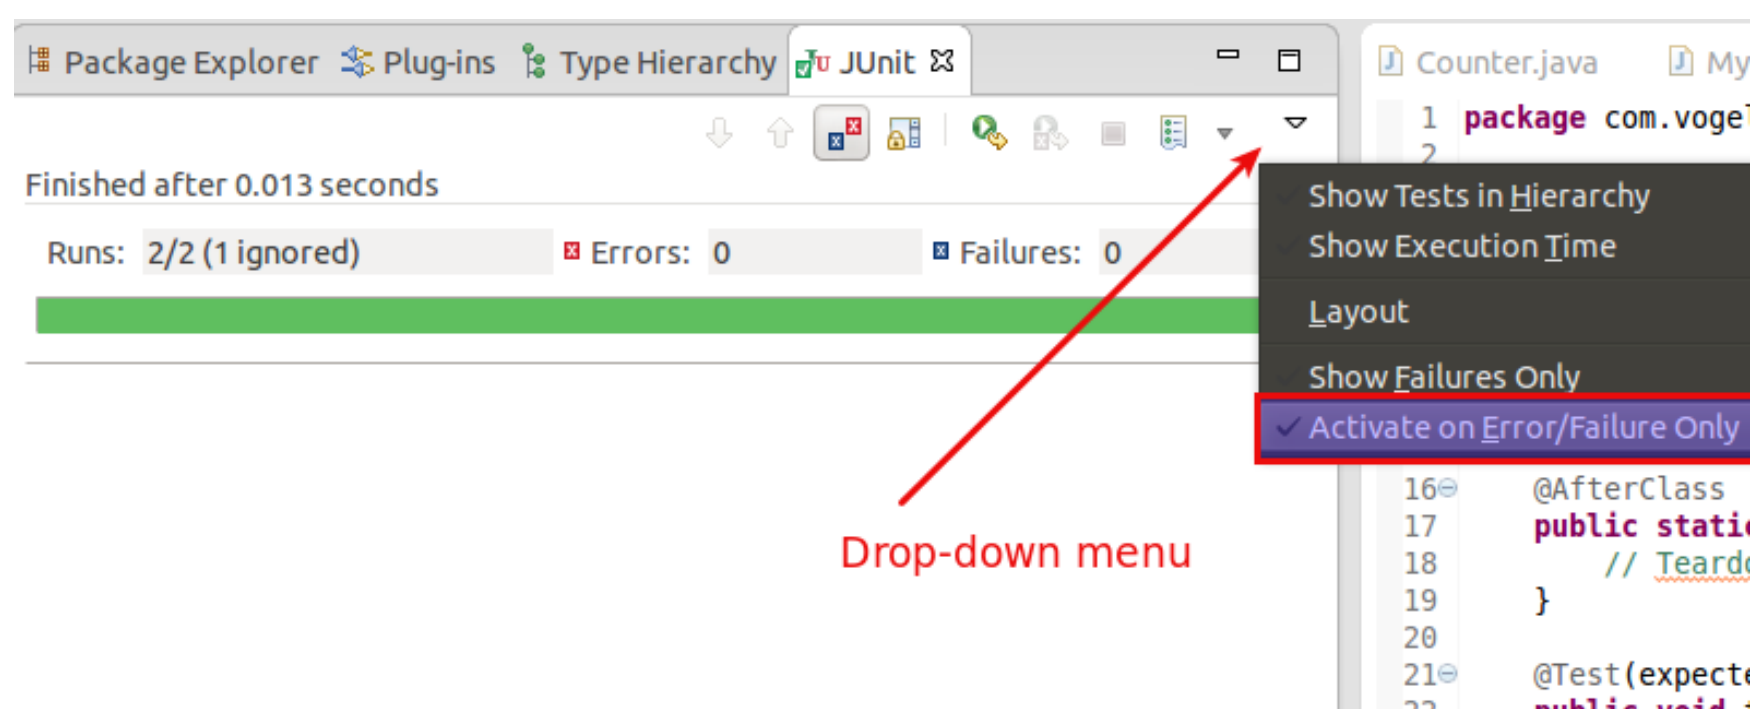 Package Explorer Plug-ins Type Hierarchy JUnit
Finished after 0.013 seconds
Runs: 2/2 (1 ignored) Errors: 0 Failures: 0
Drop-down menu
Show Tests in Hierarchy
Show Execution Time
Layout
Show Failures Only
Activate on Error/Failure Only
Counter.java My
1 package com.vogel
2
16 @AfterClass
17 public static
18 // Teardo
19 }
20
21 @Test(expecte
22 public void